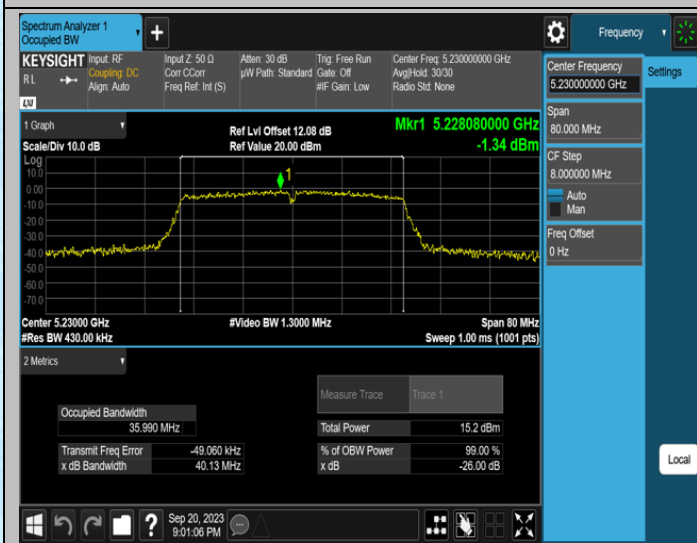 Spectrum Analyzer 1
Occupied BW
Frequency
KEYSIGHT
R L
LXI
Input: RF
Coupling: DC
Align: Auto
Input Z: 50 Ω
Corr CCorr
Freq Ref: Int (S)
Atten: 30 dB
µW Path: Standard
Trig: Free Run
Gate: Off
#IF Gain: Low
Center Freq: 5.230000000 GHz
Avg|Hold: 30/30
Radio Std: None
Center Frequency
5.230000000 GHz
Settings
Span
80.000 MHz
CF Step
8.000000 MHz
Auto
Man
Freq Offset
0 Hz
1 Graph
Scale/Div 10.0 dB
Ref Lvl Offset 12.08 dB
Ref Value 20.00 dBm
Mkr1 5.228080000 GHz
-1.34 dBm
Log
10.0
0.00
-10.0
-20.0
-30.0
-40.0
-50.0
-60.0
-70.0
1
Center 5.23000 GHz
#Res BW 430.00 kHz
#Video BW 1.3000 MHz
Span 80 MHz
Sweep 1.00 ms (1001 pts)
2 Metrics
Measure Trace
Trace 1
Occupied Bandwidth
35.990 MHz
Total Power
15.2 dBm
Transmit Freq Error
-49.060 kHz
% of OBW Power
99.00 %
x dB Bandwidth
40.13 MHz
x dB
-26.00 dB
Local
?
Sep 20, 2023
9:01:06 PM